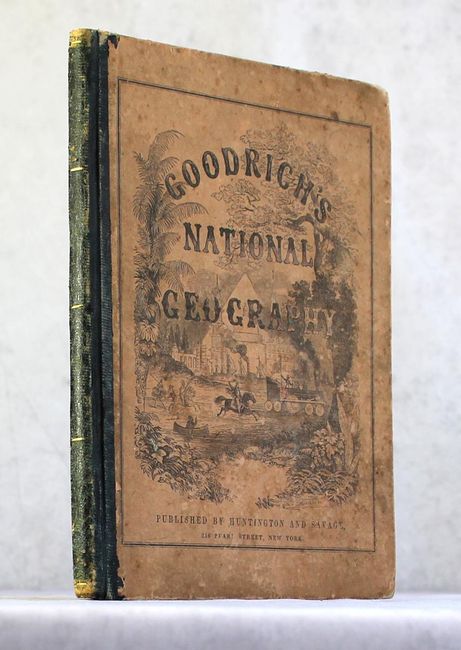 GOODRICH'S
NATIONAL
GEOGRAPHY
PUBLISHED BY HUNTINGTON AND SAVAGE,
216 PEARL STREET, NEW YORK